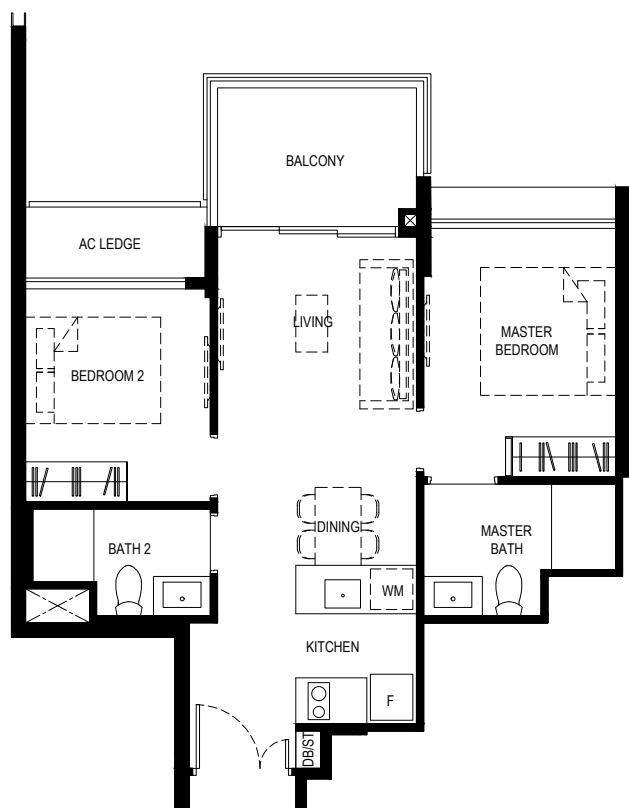 BALCONY
AC LEDGE
LIVING
MASTER
BEDROOM
BEDROOM 2
DINING
BATH 2
MASTER
BATH
WM
KITCHEN
F
DB/ST